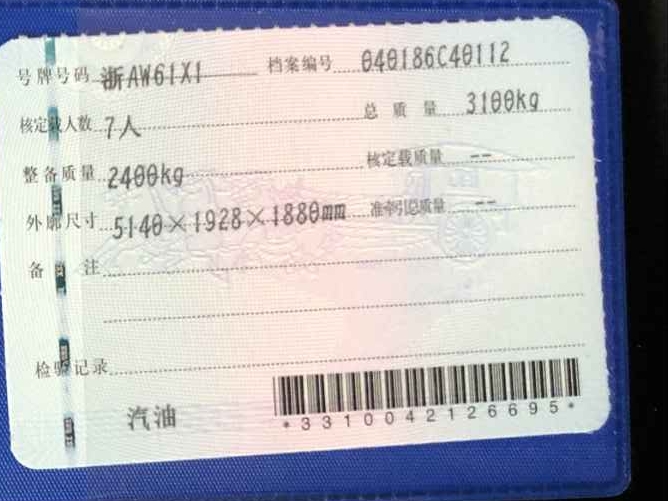 号牌号码 浙AW61X1 档案编号 040186C40112
核定载人数 7人 总质量 3100kg
整备质量 2400kg 核定载质量 --
外廓尺寸 5140×1928×1880mm 准牵引总质量 --
备注
检验记录
汽油
*3310042126695*